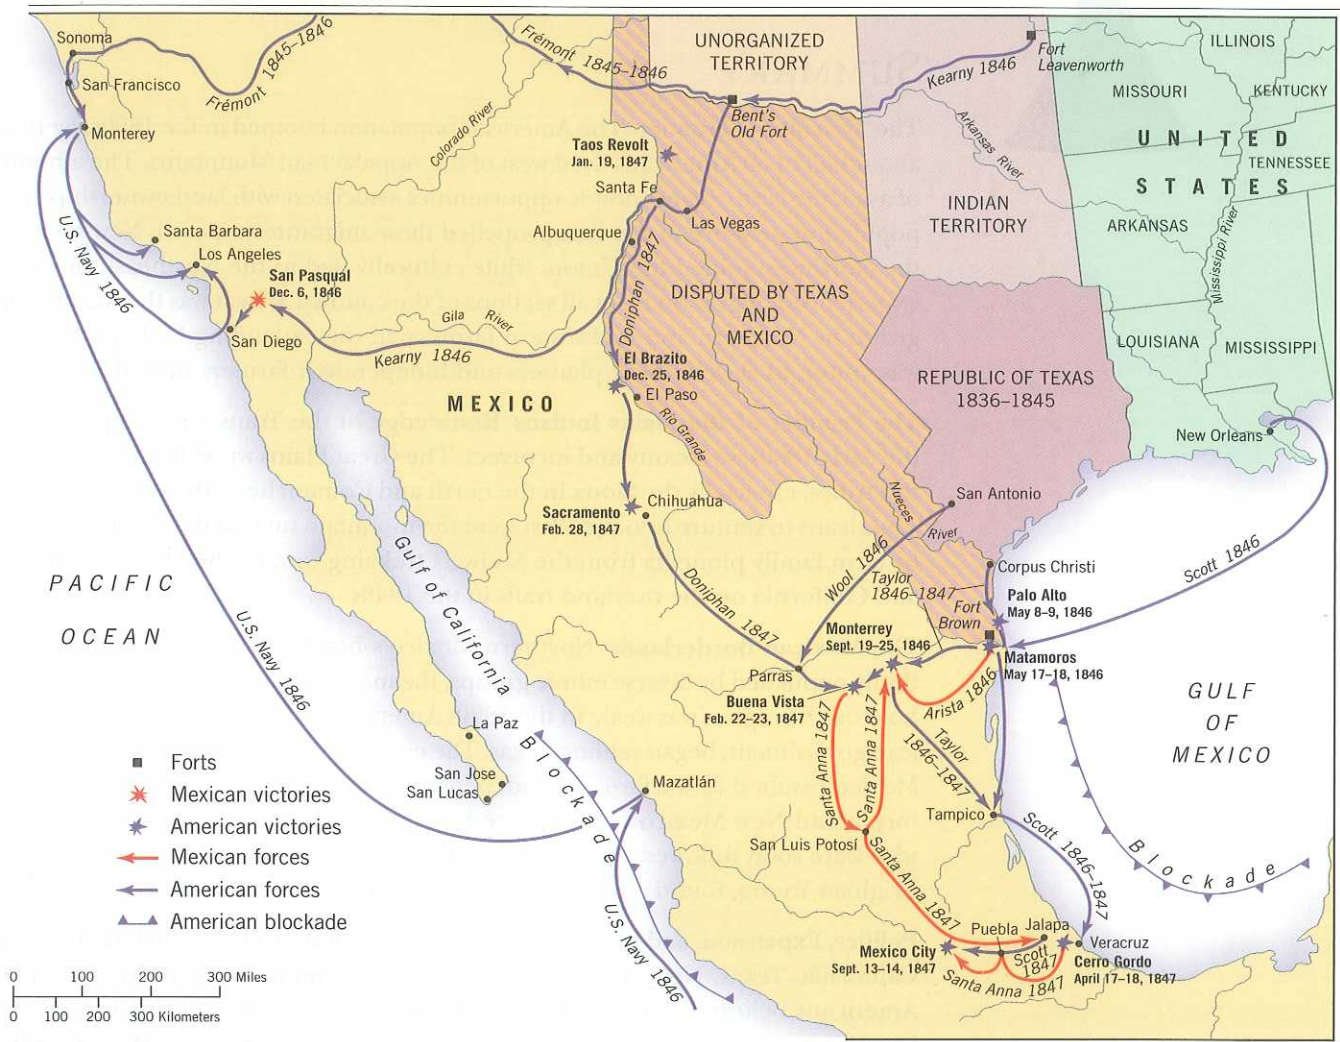 Sonoma
San Francisco
Monterey
Frémont
1845–1846
Frémont
1845–1846
Colorado River
UNORGANIZED
TERRITORY
Kearny 1846
Fort
Leavenworth
ILLINOIS
MISSOURI
KENTUCKY
UNITED
STATES
TENNESSEE
ARKANSAS
Mississippi River
LOUISIANA
MISSISSIPPI
New Orleans
Bent's
Old Fort
Arkansas
River
INDIAN
TERRITORY
Taos Revolt
Jan. 19, 1847
Santa Fe
Las Vegas
Albuquerque
Doniphan 1847
DISPUTED BY TEXAS
AND
MEXICO
REPUBLIC OF TEXAS
1836–1845
U.S. Navy 1846
Santa Barbara
Los Angeles
San Pasqual
Dec. 6, 1846
San Diego
Gila River
Kearny 1846
MEXICO
El Brazito
Dec. 25, 1846
El Paso
Rio Grande
Sacramento
Feb. 28, 1847
Chihuahua
Nueces
River
San Antonio
Wool 1846
Taylor
1846–1847
Corpus Christi
Palo Alto
May 8–9, 1846
Fort
Brown
Scott 1846
Doniphan 1847
Monterrey
Sept. 19–25, 1846
Matamoros
May 17–18, 1846
Parras
Buena Vista
Feb. 22–23, 1847
Arista 1846
GULF
OF
MEXICO
PACIFIC
OCEAN
Gulf of California
U.S. Navy 1846
La Paz
San Jose
San Lucas
Blockade
Mazatlán
U.S. Navy 1846
Santa Anna 1847
Santa Anna 1847
Taylor
1846–1847
Tampico
San Luis Potosí
Scott 1846–1847
Blockade
Santa Anna 1847
Puebla
Jalapa
Mexico City
Sept. 13–14, 1847
Scott
1847
Veracruz
Cerro Gordo
April 17–18, 1847
Santa Anna 1847
Forts
Mexican victories
American victories
Mexican forces
American forces
American blockade
0 100 200 300 Miles
0 100 200 300 Kilometers